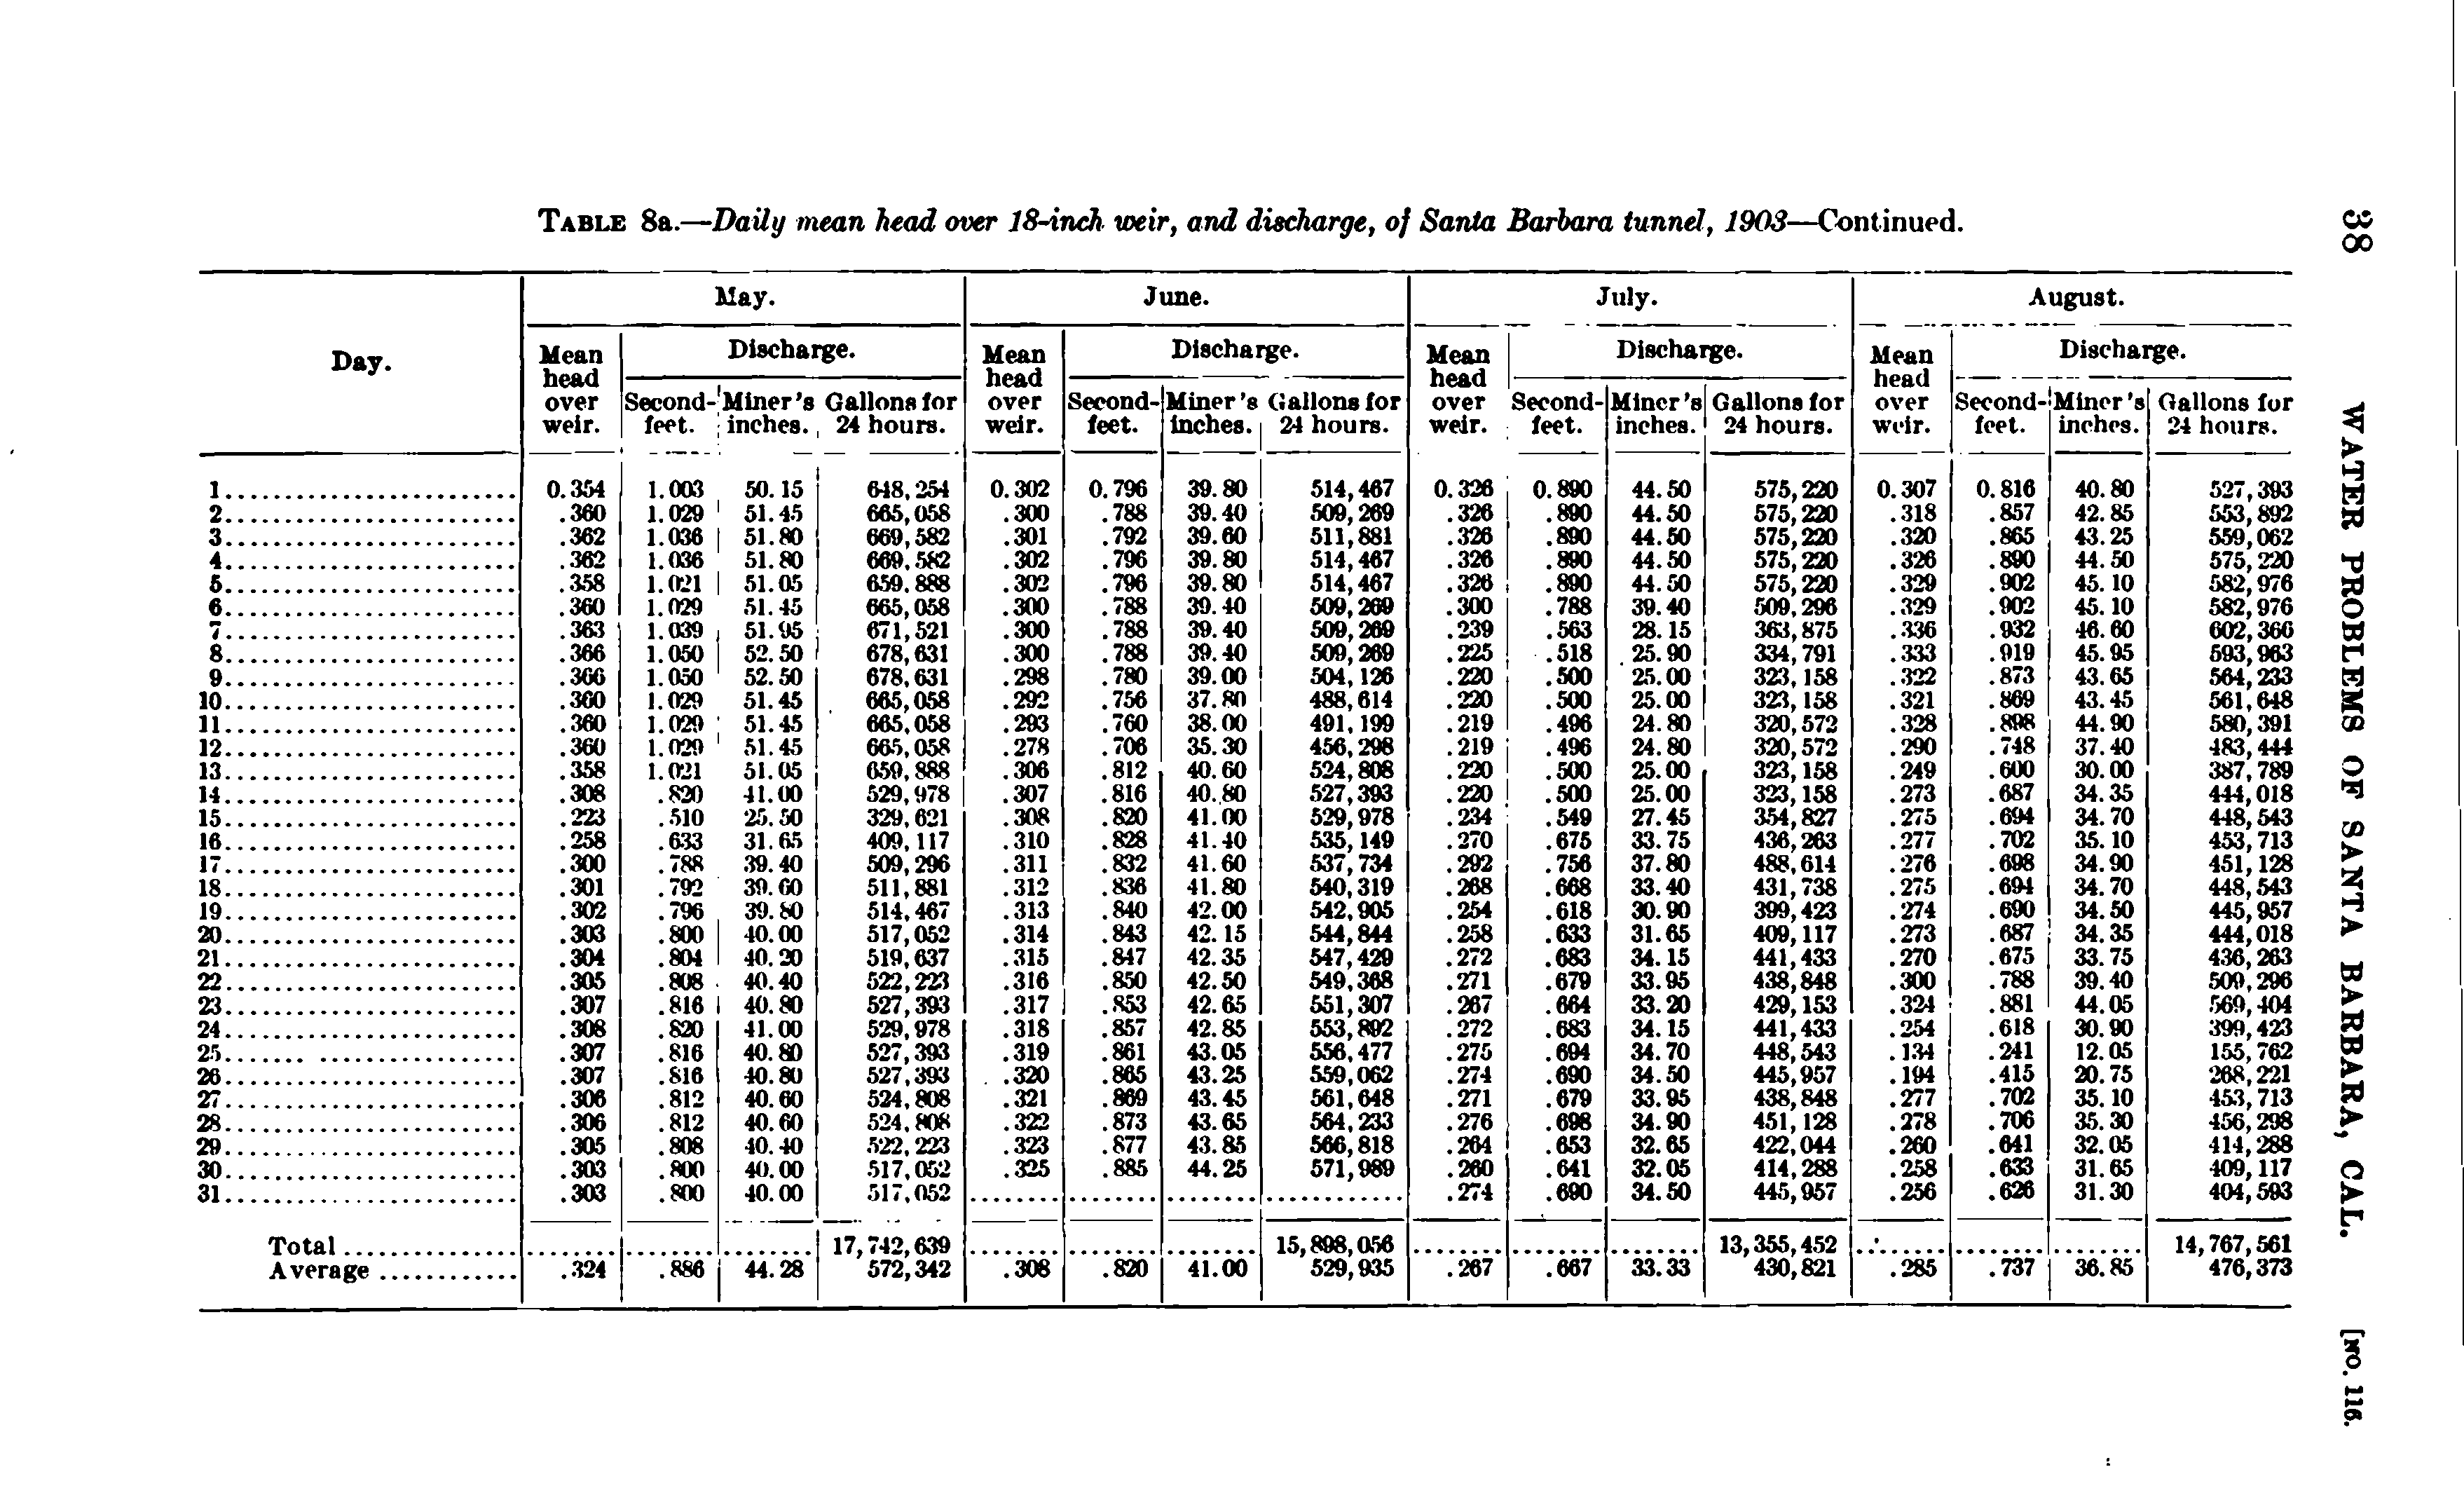 TABLE 8a.—Daily mean head over 18-inch weir, and discharge, of Santa Barbara tunnel, 1903—Continued.
38
May. June. July. August.
Day. Mean head over weir. Discharge. Mean head over weir. Discharge. Mean head over weir. Discharge. Mean head over weir. Discharge.
Second-feet. Miner's inches. Gallons for 24 hours. Second-feet. Miner's inches. Gallons for 24 hours. Second-feet. Miner's inches. Gallons for 24 hours. Second-feet. Miner's inches. Gallons for 24 hours.
1 0.354 1.003 50.15 648,254 0.302 0.796 39.80 514,467 0.326 0.890 44.50 575,220 0.307 0.816 40.80 527,393
2 .360 1.029 51.45 665,058 .300 .788 39.40 509,269 .326 .890 44.50 575,220 .318 .857 42.85 553,892
3 .362 1.036 51.80 669,582 .301 .792 39.60 511,881 .326 .890 44.50 575,220 .320 .865 43.25 559,062
4 .362 1.036 51.80 669,582 .302 .796 39.80 514,467 .326 .890 44.50 575,220 .326 .890 44.50 575,220
5 .358 1.021 51.05 659,888 .302 .796 39.80 514,467 .326 .890 44.50 575,220 .329 .902 45.10 582,976
6 .360 1.029 51.45 665,058 .300 .788 39.40 509,269 .300 .788 39.40 509,296 .329 .902 45.10 582,976
7 .363 1.039 51.95 671,521 .300 .788 39.40 509,269 .239 .563 28.15 363,875 .336 .932 46.60 602,366
8 .366 1.050 52.50 678,631 .300 .788 39.40 509,269 .225 .518 25.90 334,791 .333 .919 45.95 593,963
9 .366 1.050 52.50 678,631 .298 .780 39.00 504,126 .220 .500 25.00 323,158 .322 .873 43.65 564,233
10 .360 1.029 51.45 665,058 .292 .756 37.80 488,614 .220 .500 25.00 323,158 .321 .869 43.45 561,648
11 .360 1.029 51.45 665,058 .293 .760 38.00 491,199 .219 .496 24.80 320,572 .328 .898 44.90 580,391
12 .360 1.029 51.45 665,058 .278 .706 35.30 456,298 .219 .496 24.80 320,572 .290 .748 37.40 483,444
13 .358 1.021 51.05 659,888 .306 .812 40.60 524,808 .220 .500 25.00 323,158 .249 .600 30.00 387,789
14 .308 .820 41.00 529,978 .307 .816 40.80 527,393 .220 .500 25.00 323,158 .273 .687 34.35 444,018
15 .223 .510 25.50 329,621 .308 .820 41.00 529,978 .234 .549 27.45 354,827 .275 .694 34.70 448,543
16 .258 .633 31.65 409,117 .310 .828 41.40 535,149 .270 .675 33.75 436,263 .277 .702 35.10 453,713
17 .300 .788 39.40 509,296 .311 .832 41.60 537,734 .292 .756 37.80 488,614 .276 .698 34.90 451,128
18 .301 .792 39.60 511,881 .312 .836 41.80 540,319 .268 .668 33.40 431,738 .275 .694 34.70 448,543
19 .302 .796 39.80 514,467 .313 .840 42.00 542,905 .254 .618 30.90 399,423 .274 .690 34.50 445,957
20 .303 .800 40.00 517,052 .314 .843 42.15 544,844 .258 .633 31.65 409,117 .273 .687 34.35 444,018
21 .304 .804 40.20 519,637 .315 .847 42.35 547,429 .272 .683 34.15 441,433 .270 .675 33.75 436,263
22 .305 .808 40.40 522,223 .316 .850 42.50 549,368 .271 .679 33.95 438,848 .300 .788 39.40 509,296
23 .307 .816 40.80 527,393 .317 .853 42.65 551,307 .267 .664 33.20 429,153 .324 .881 44.05 569,404
24 .308 .820 41.00 529,978 .318 .857 42.85 553,892 .272 .683 34.15 441,433 .254 .618 30.90 399,423
25 .307 .816 40.80 527,393 .319 .861 43.05 556,477 .275 .694 34.70 448,543 .134 .241 12.05 155,762
26 .307 .816 40.80 527,393 .320 .865 43.25 559,062 .274 .690 34.50 445,957 .194 .415 20.75 268,221
27 .306 .812 40.60 524,808 .321 .869 43.45 561,648 .271 .679 33.95 438,848 .277 .702 35.10 453,713
28 .306 .812 40.60 524,808 .322 .873 43.65 564,233 .276 .698 34.90 451,128 .278 .706 35.30 456,298
29 .305 .808 40.40 522,223 .323 .877 43.85 566,818 .264 .653 32.65 422,044 .260 .641 32.05 414,288
30 .303 .800 40.00 517,052 .325 .885 44.25 571,989 .260 .641 32.05 414,288 .258 .633 31.65 409,117
31 .303 .800 40.00 517,052 .274 .690 34.50 445,957 .256 .626 31.30 404,593
Total 17,742,639 15,898,056 13,355,452 14,767,561
Average .324 .886 44.28 572,342 .308 .820 41.00 529,935 .267 .667 33.33 430,821 .285 .737 36.85 476,373
WATER PROBLEMS OF SANTA BARBARA, CAL.
[NO. 116.